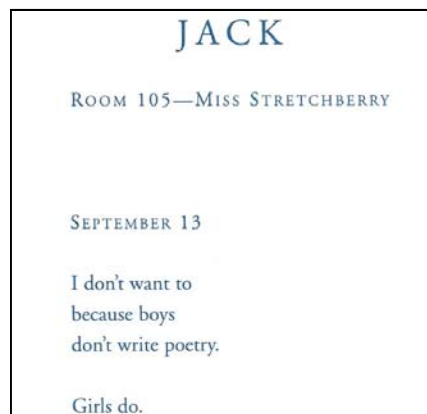 JACK
ROOM 105—MISS STRETCHBERRY
SEPTEMBER 13
I don't want to
because boys
don't write poetry.
Girls do.